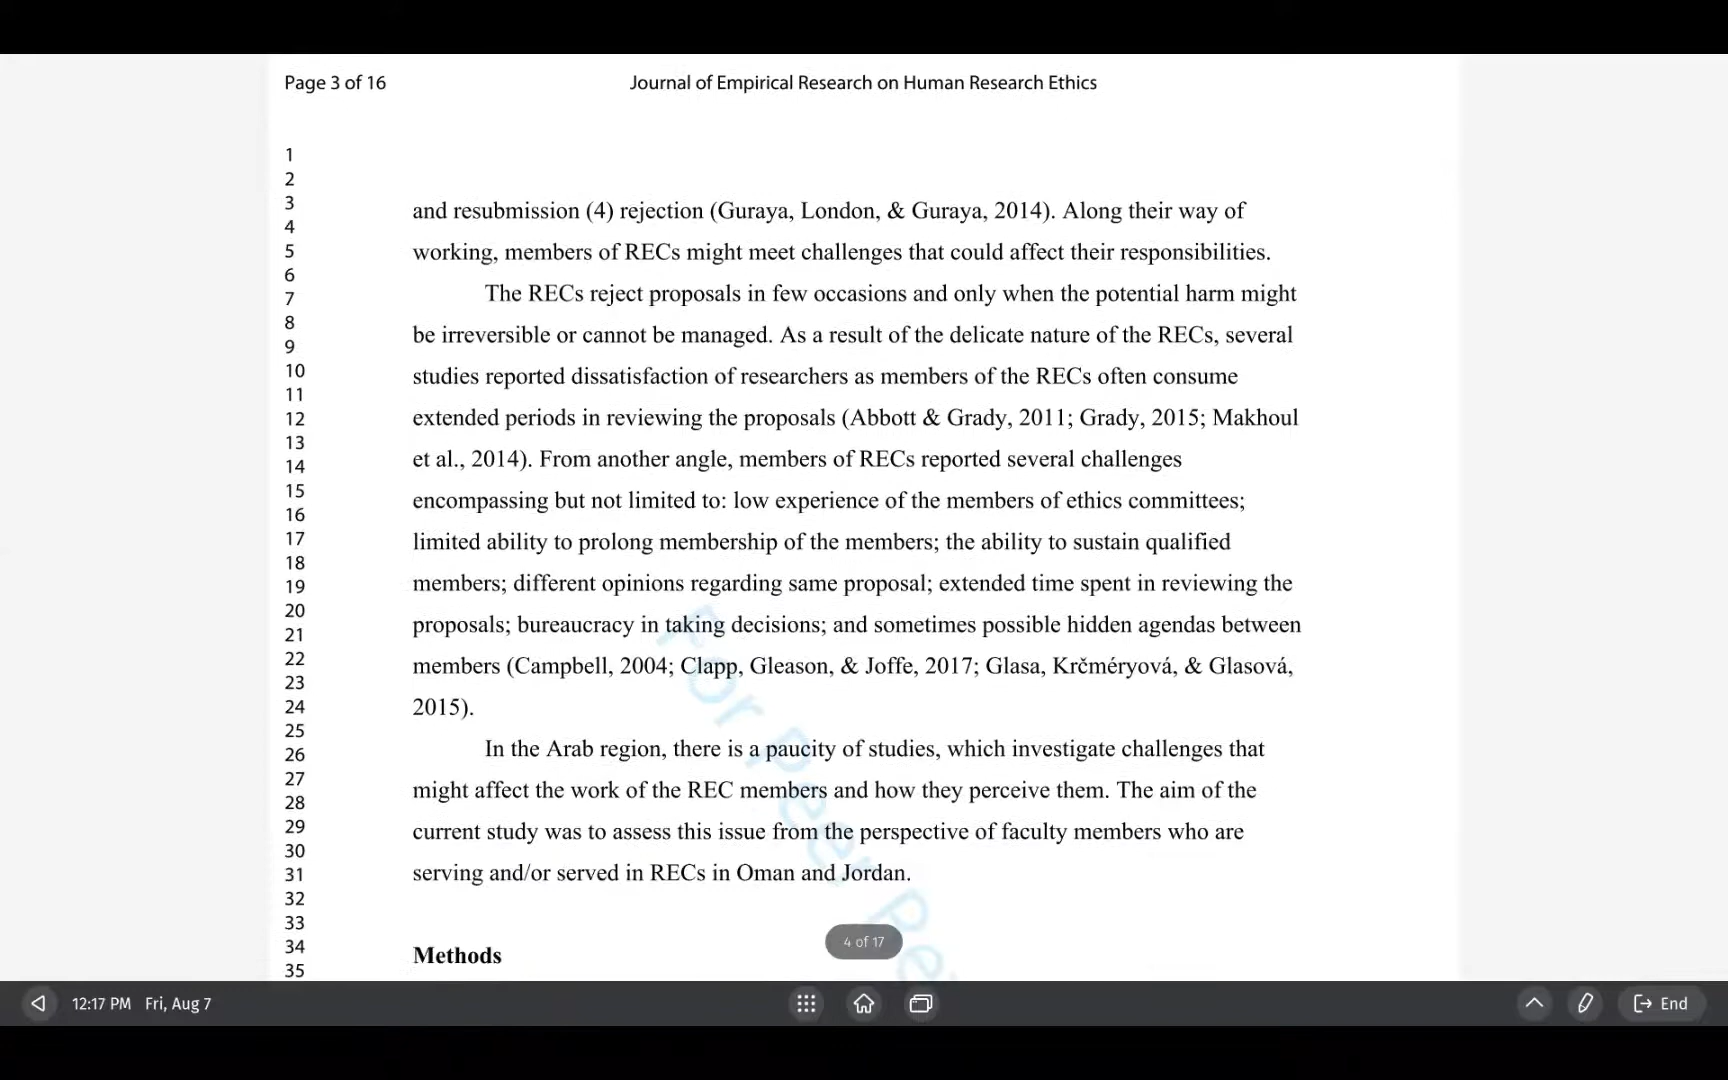 Page 3 of 16
Journal of Empirical Research on Human Research Ethics
1
2
3
4
5
6
7
8
9
10
11
12
13
14
15
16
17
18
19
20
21
22
23
24
25
26
27
28
29
30
31
32
33
34
35
and resubmission (4) rejection (Guraya, London, & Guraya, 2014). Along their way of
working, members of RECs might meet challenges that could affect their responsibilities.
The RECs reject proposals in few occasions and only when the potential harm might
be irreversible or cannot be managed. As a result of the delicate nature of the RECs, several
studies reported dissatisfaction of researchers as members of the RECs often consume
extended periods in reviewing the proposals (Abbott & Grady, 2011; Grady, 2015; Makhoul
et al., 2014). From another angle, members of RECs reported several challenges
encompassing but not limited to: low experience of the members of ethics committees;
limited ability to prolong membership of the members; the ability to sustain qualified
members; different opinions regarding same proposal; extended time spent in reviewing the
proposals; bureaucracy in taking decisions; and sometimes possible hidden agendas between
members (Campbell, 2004; Clapp, Gleason, & Joffe, 2017; Glasa, Krčméryová, & Glasová,
2015).
In the Arab region, there is a paucity of studies, which investigate challenges that
might affect the work of the REC members and how they perceive them. The aim of the
current study was to assess this issue from the perspective of faculty members who are
serving and/or served in RECs in Oman and Jordan.
Methods
For Peer
4 of 17
12:17 PM Fri, Aug 7
End